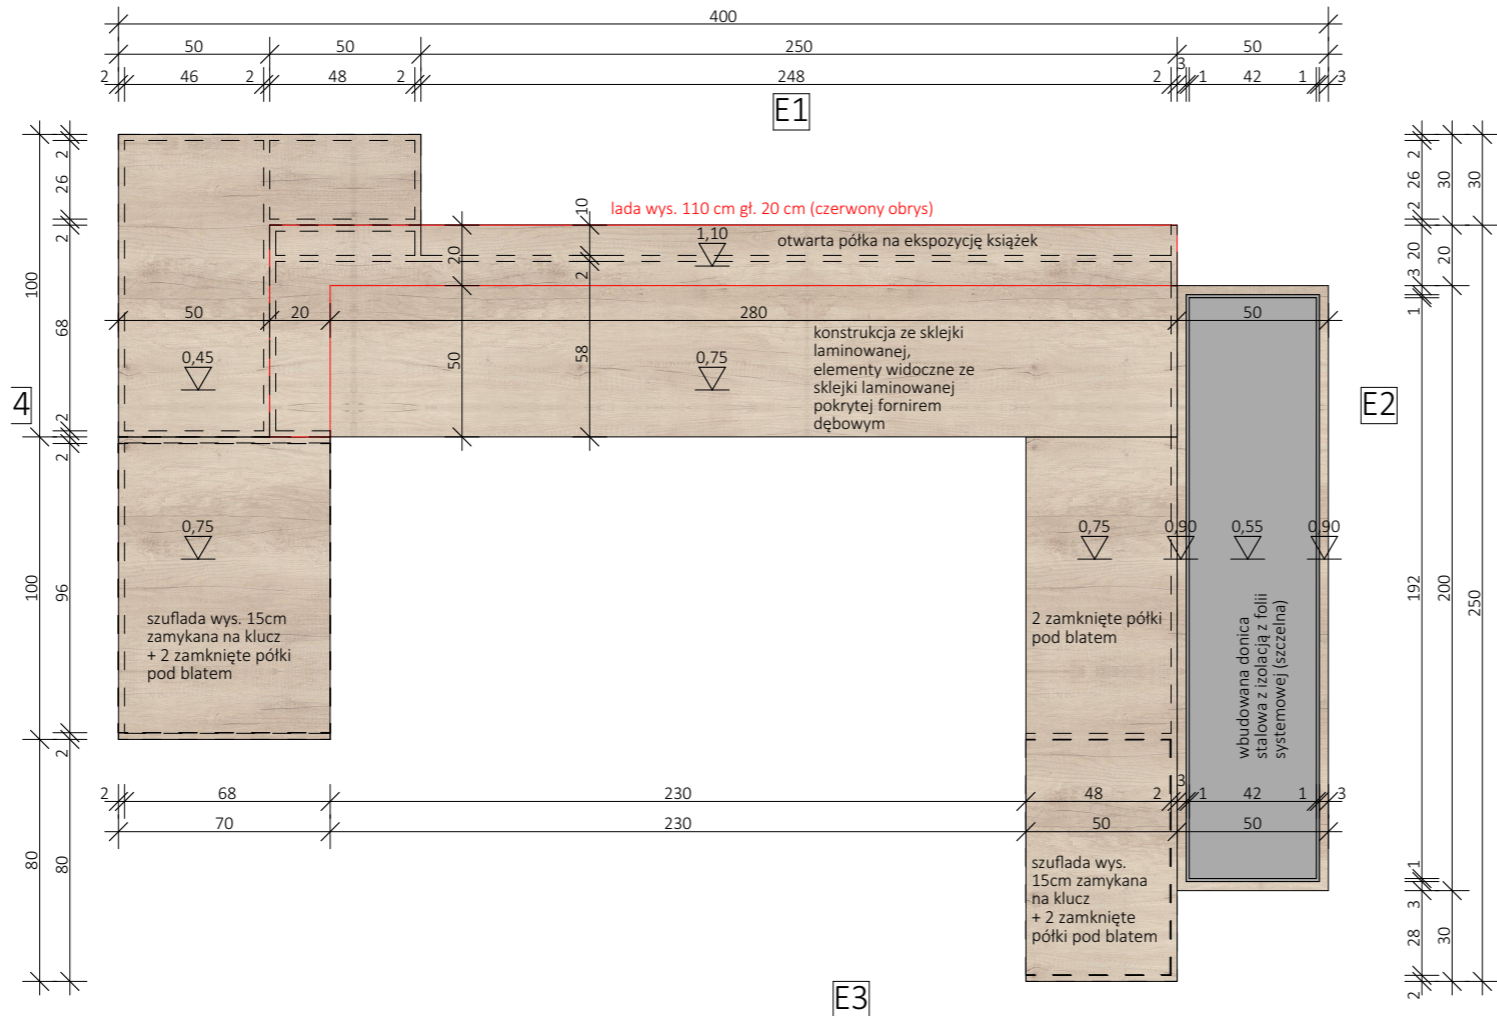 400
50 50 250 50
2 46 2 48 2 248 2 3 1 42 1 3
E1
lada wys. 110 cm gł. 20 cm (czerwony obrys)
1,10
otwarta półka na ekspozycję książek
10
20
2
50 20 280 50
konstrukcja ze sklejki
laminowanej,
elementy widoczne ze
sklejki laminowanej
pokrytej fornirem
dębowym
0,45
0,75
50
58
4
E2
0,75
0,75
0,90
0,55
0,90
szuflada wys. 15cm
zamykana na klucz
+ 2 zamknięte półki
pod blatem
2 zamknięte półki
pod blatem
wbudowana donica
stalowa z izolacją z folii
systemowej (szczelna)
2 68 230 48 2 3 1 42 1 3
70 230 50 50
szuflada wys.
15cm zamykana
na klucz
+ 2 zamknięte
półki pod blatem
E3
100
100
80
2
26
2
2
68
2
2
96
2
80
2
26
2
20
3
1
192
1
3
28
2
30
20
200
30
30
250